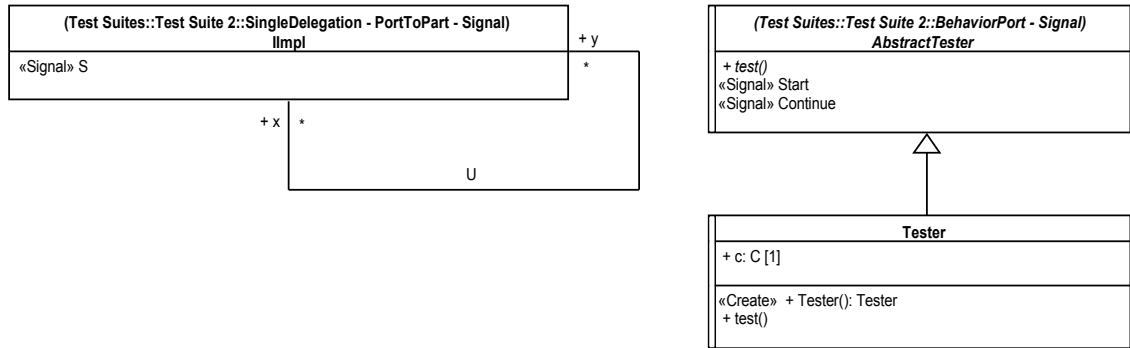 (Test Suites::Test Suite 2::SingleDelegation - PortToPart - Signal)
IImpl
«Signal» S
+ y
*
+ x
*
U
(Test Suites::Test Suite 2::BehaviorPort - Signal)
AbstractTester
+ test()
«Signal» Start
«Signal» Continue
Tester
+ c: C [1]
«Create» + Tester(): Tester
+ test()